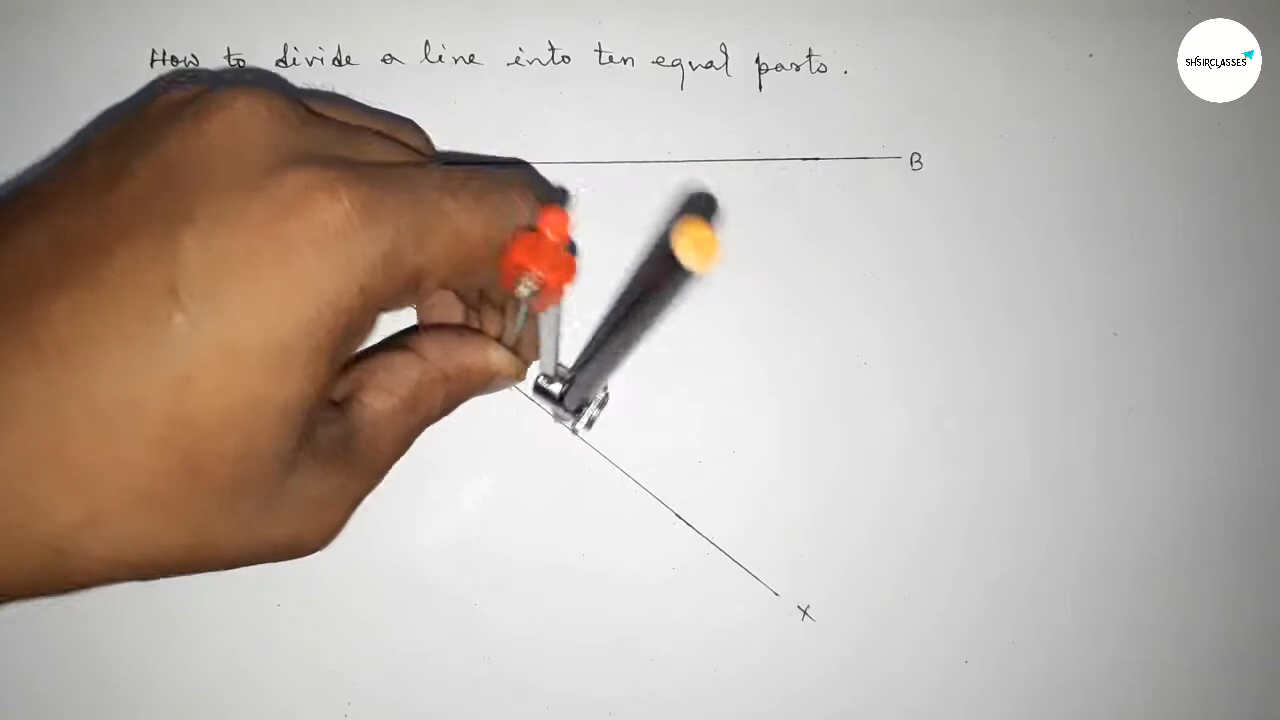 How to divide a line into ten equal parts.
SHSIRCLASSES
B
X